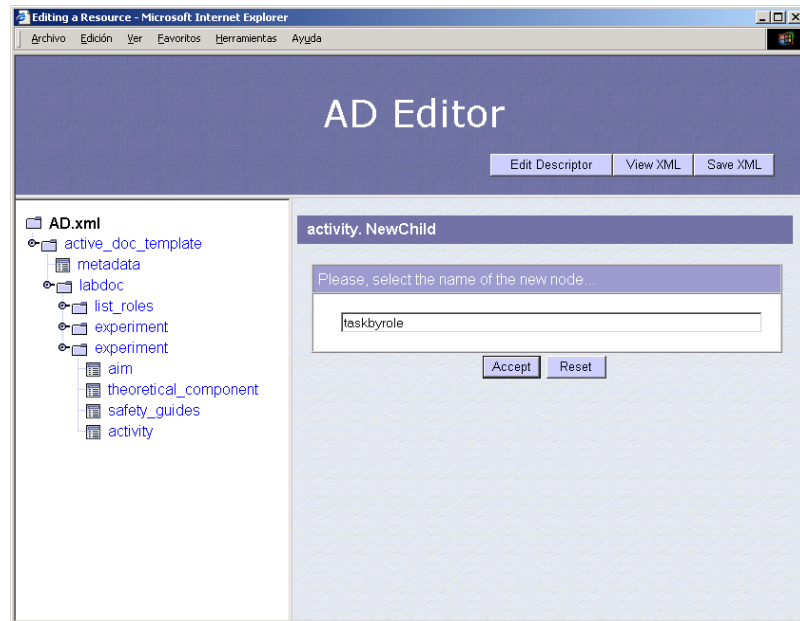 Editing a Resource - Microsoft Internet Explorer
Archivo Edición Ver Favoritos Herramientas Ayuda
AD Editor
Edit Descriptor View XML Save XML
AD.xml
active_doc_template
metadata
labdoc
list_roles
experiment
experiment
aim
theoretical_component
safety_guides
activity
activity. NewChild
Please, select the name of the new node...
taskbyrole
Accept Reset